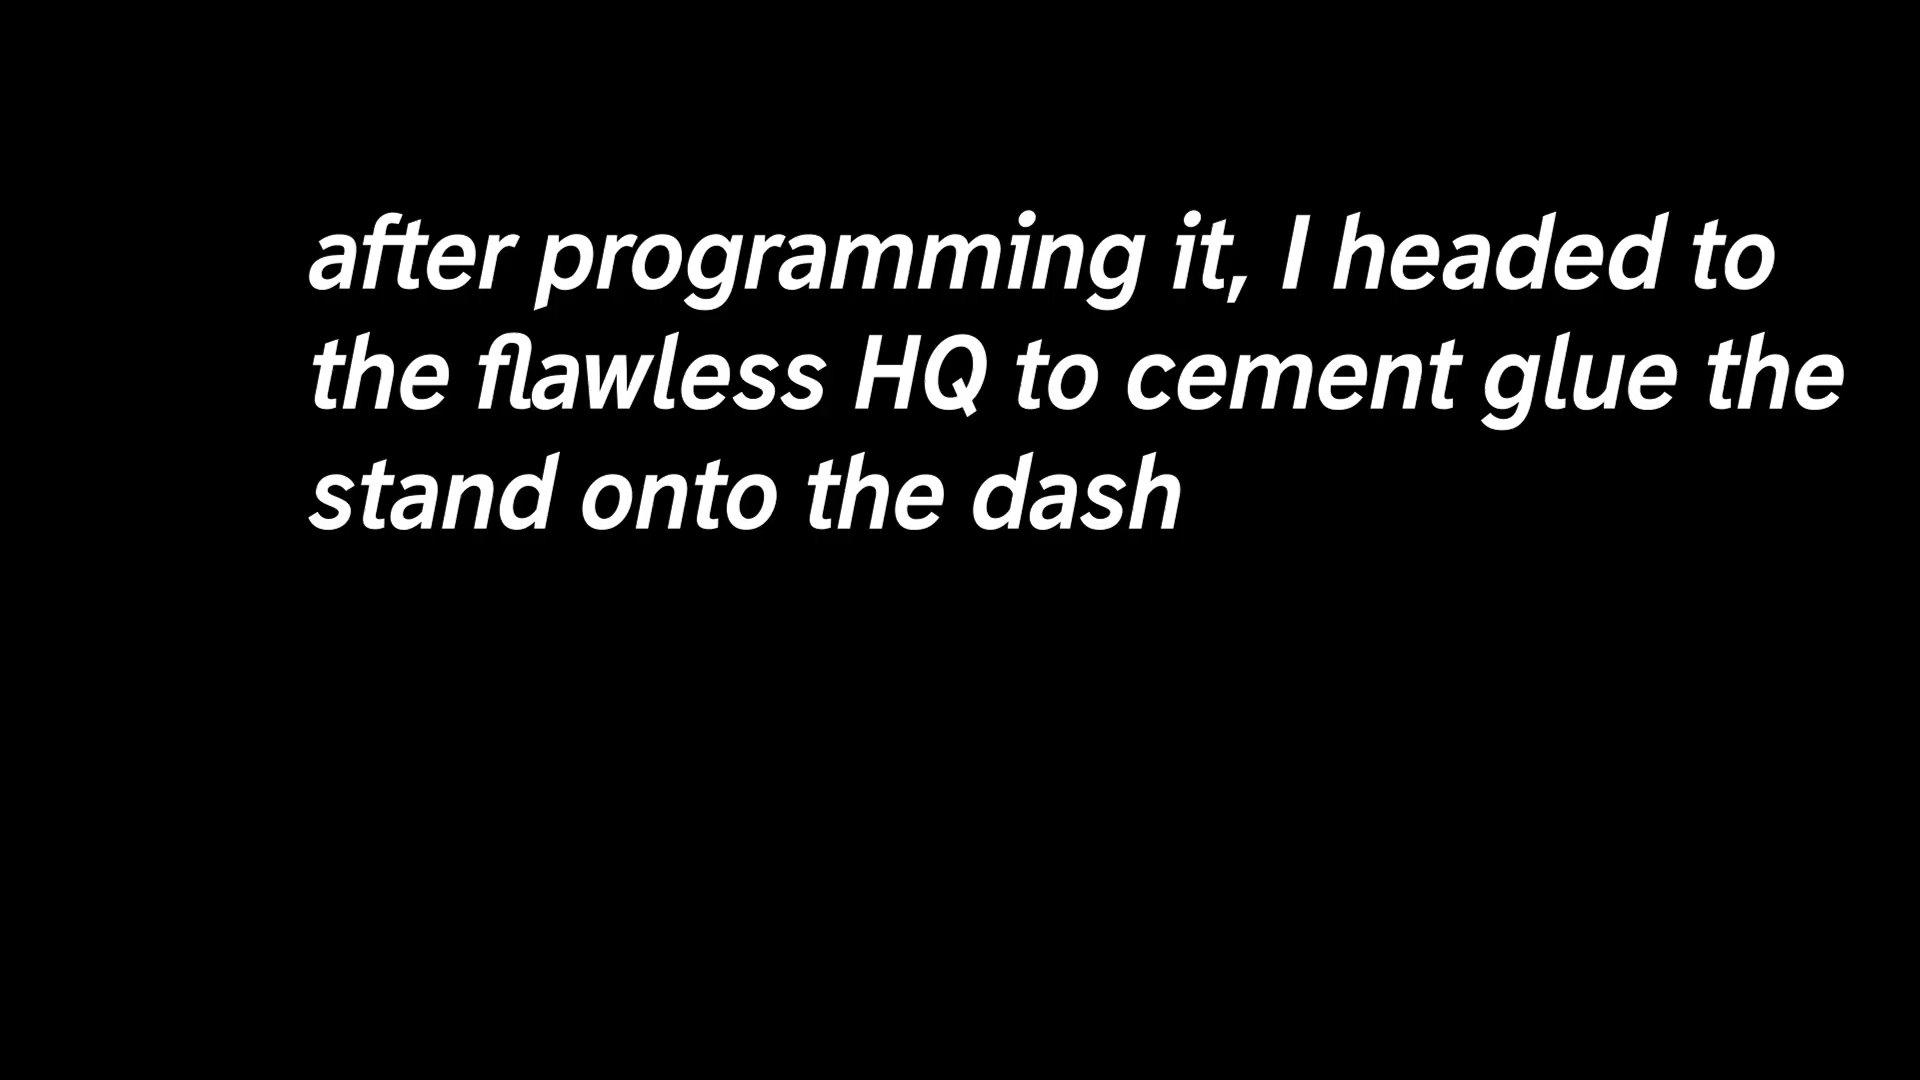 after programming it, I headed to
the flawless HQ to cement glue the
stand onto the dash